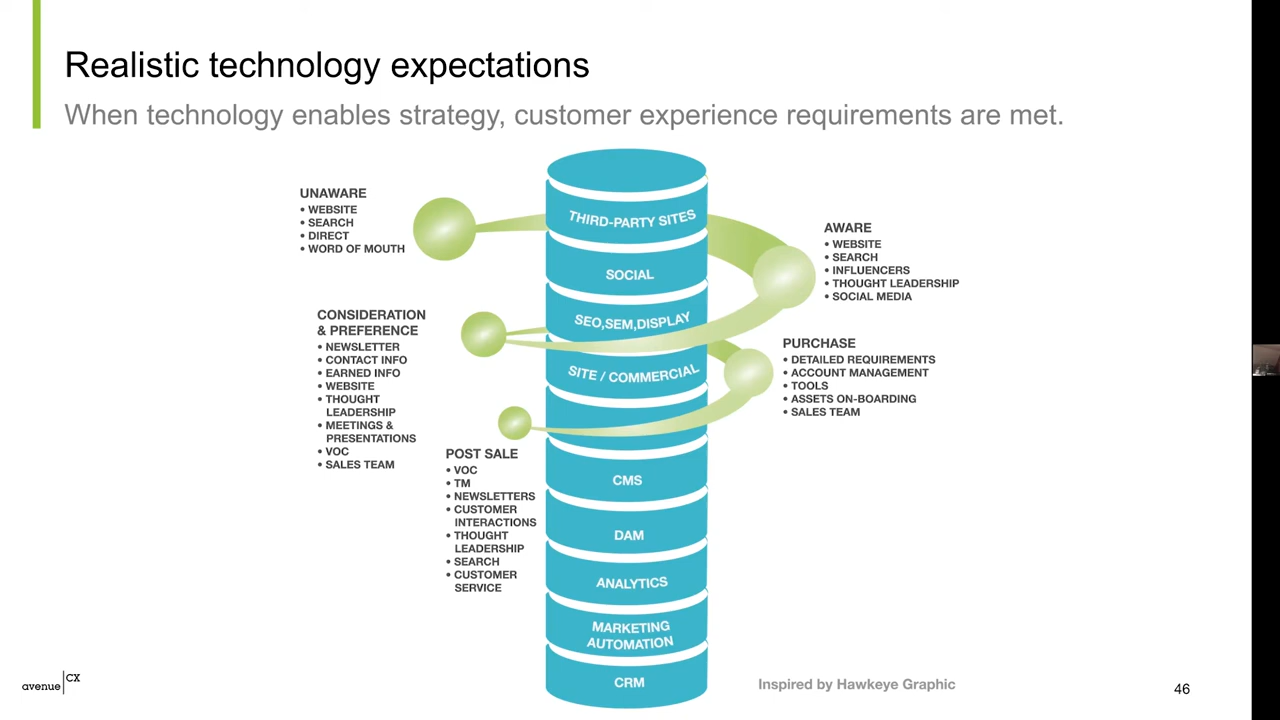 Realistic technology expectations
When technology enables strategy, customer experience requirements are met.
UNAWARE
• WEBSITE
• SEARCH
• DIRECT
• WORD OF MOUTH
AWARE
• WEBSITE
• SEARCH
• INFLUENCERS
• THOUGHT LEADERSHIP
• SOCIAL MEDIA
CONSIDERATION
& PREFERENCE
• NEWSLETTER
• CONTACT INFO
• EARNED INFO
• WEBSITE
• THOUGHT
LEADERSHIP
• MEETINGS &
PRESENTATIONS
• VOC
• SALES TEAM
PURCHASE
• DETAILED REQUIREMENTS
• ACCOUNT MANAGEMENT
• TOOLS
• ASSETS ON-BOARDING
• SALES TEAM
POST SALE
• VOC
• TM
• NEWSLETTERS
• CUSTOMER
INTERACTIONS
• THOUGHT
LEADERSHIP
• SEARCH
• CUSTOMER
SERVICE
THIRD-PARTY SITES
SOCIAL
SEO,SEM,DISPLAY
SITE / COMMERCIAL
CMS
DAM
ANALYTICS
MARKETING
AUTOMATION
CRM
avenue CX
Inspired by Hawkeye Graphic
46